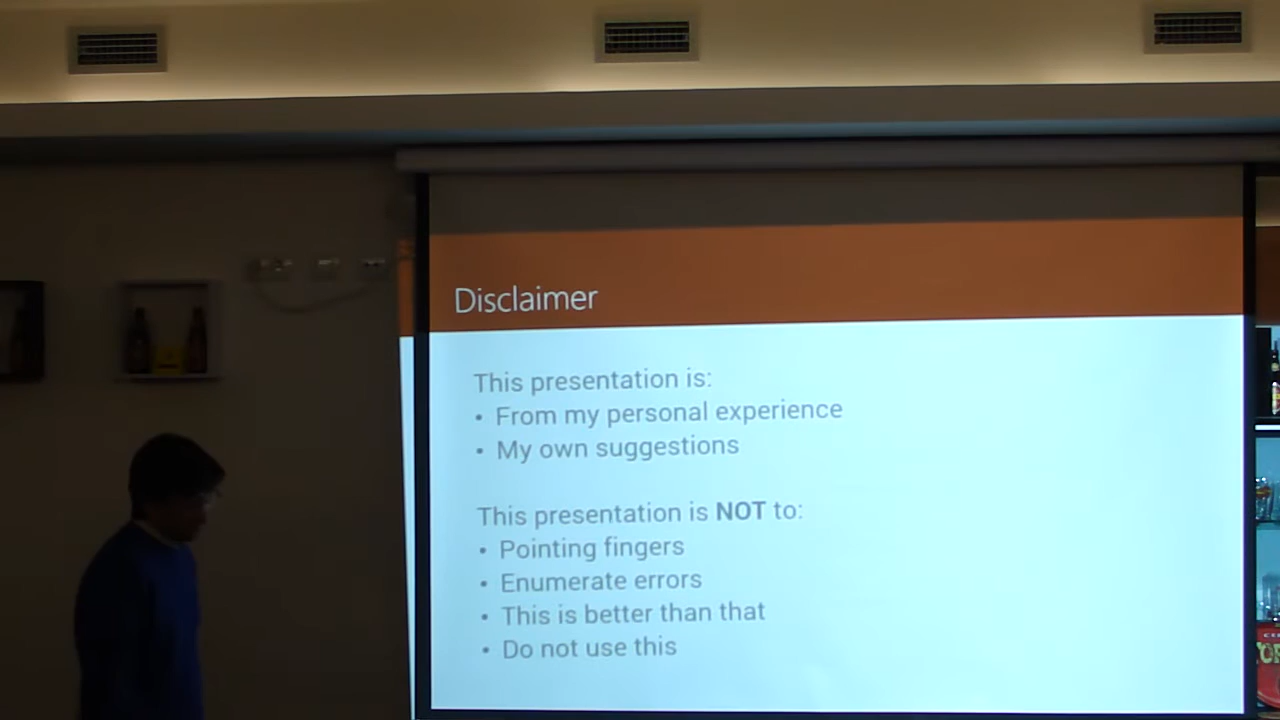 Disclaimer
This presentation is:
• From my personal experience
• My own suggestions
This presentation is NOT to:
• Pointing fingers
• Enumerate errors
• This is better than that
• Do not use this